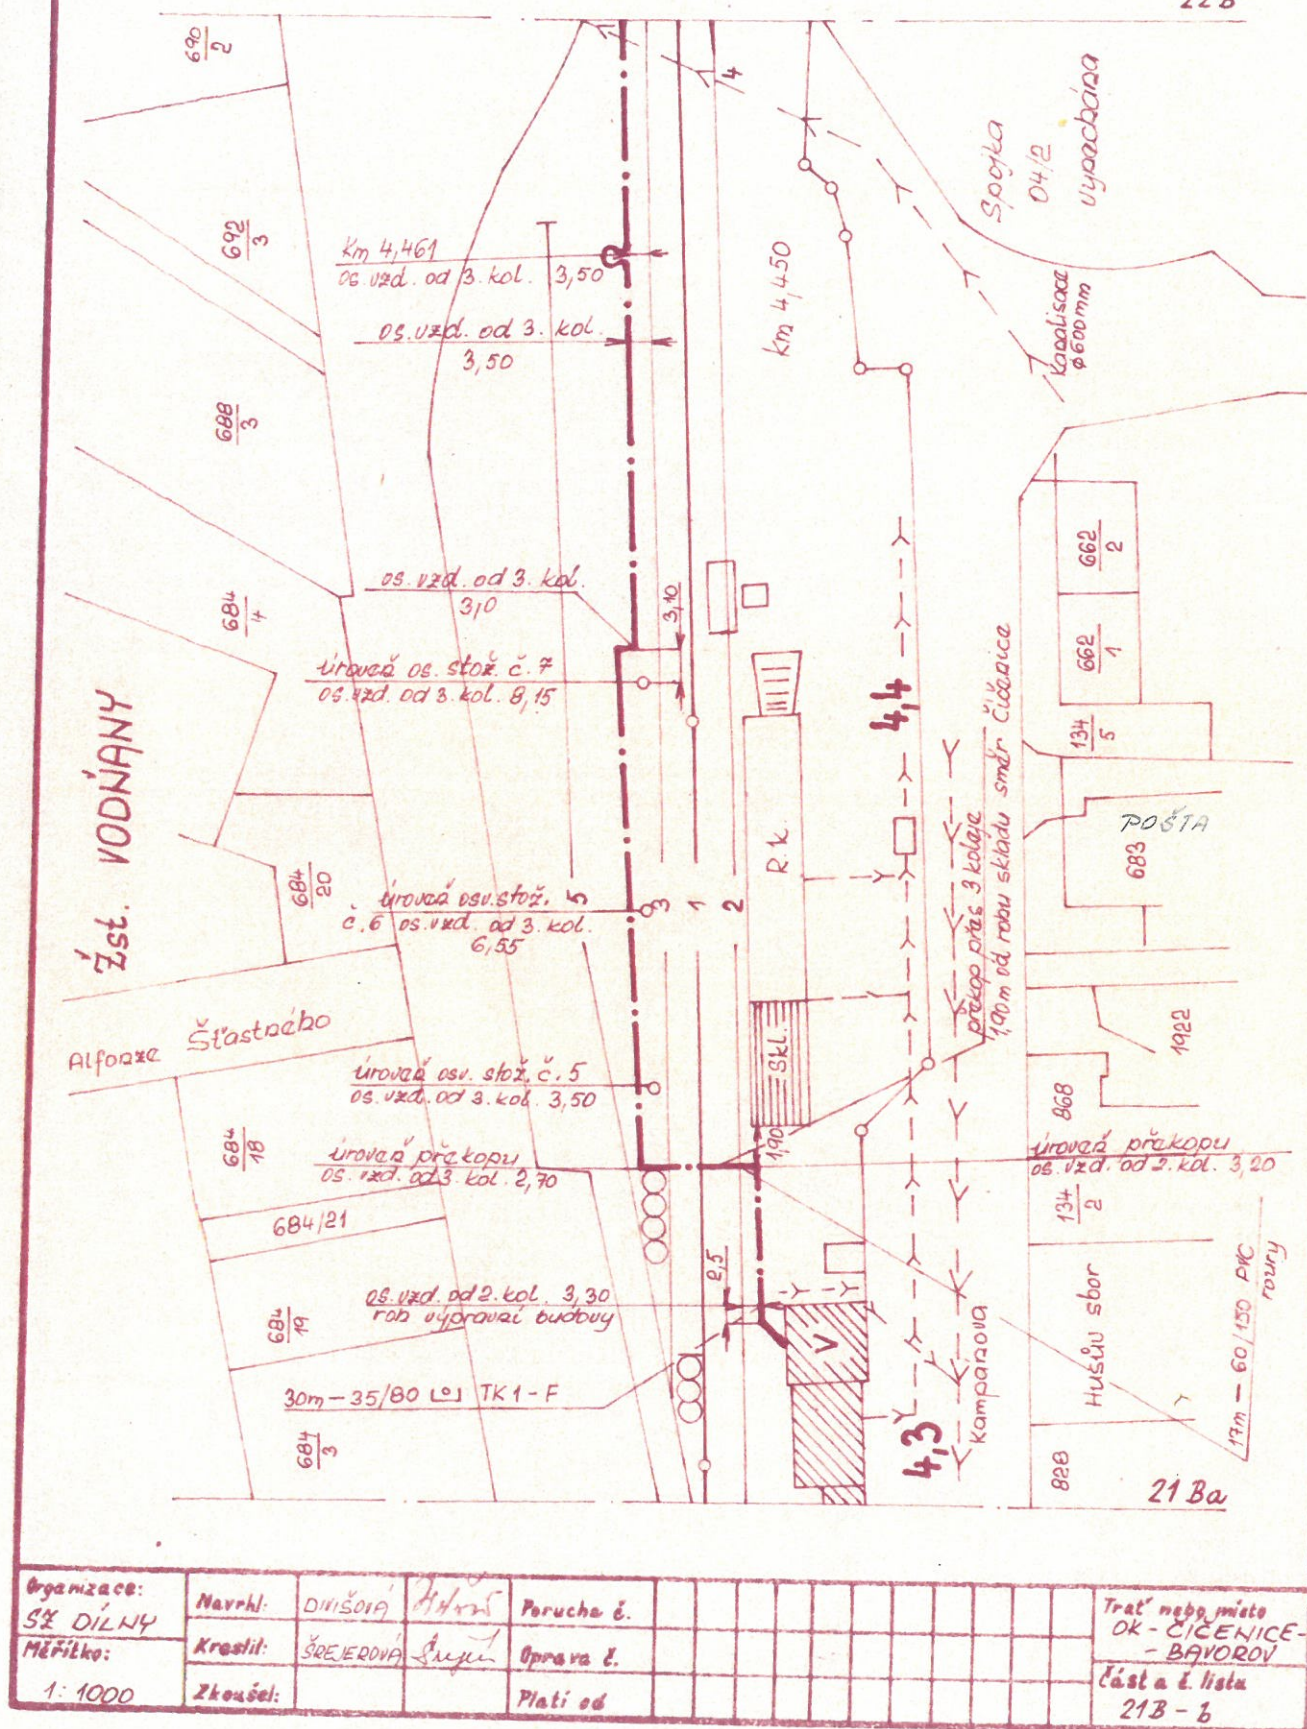 22B
690
2
4
Spojka
04/2
vypachána
692
3
km 4,461
os. vzd. od 3. kol. 3,50
km 4,450
Kanalisace
ø600mm
os. vzd. od 3. kol.
3,50
688
3
662
2
os. vzd. od 3. kol.
3,0
3,10
684
4
662
1
úroveň os. stož. č. 7
os. vzd. od 3. kol. 8,15
4,4
134
5
Žst. VODŇANY
překop přes 3 koleje
1,90m od rohu skladu směr Číčenice
POŠTA
683
R.k.
684
20
úroveň osv. stož.
č. 6 os. vzd. od 3. kol.
6,55
5
3
1
2
Alfonze Šťastného
Skl.
1922
úroveň osv. stož. č. 5
os. vzd. od 3. kol. 3,50
868
684
18
úroveň překopu
os. vzd. od 3. kol. 2,70
1,90
úroveň překopu
os. vzd. od 2. kol. 3,20
134
2
684/21
2,5
os. vzd. od 2. kol. 3,30
roh výpravní budovy
684
19
V
Kampanova
Husův sbor
17m - 60/150 PVC
roury
30m - 35/80 TK 1 - F
684
3
4,3
828
21 Ba
Organizace:
SZ DÍLNY
Měřítko:
1: 1000
Navrhl: DIVIŠOVÁ
Kreslil: ŠREJEROVÁ
Zkoušel:
Porucha č.
Oprava č.
Platí od
Trať nebo místo
OK - ČÍČENICE -
- BAVOROV
Část a č. listu
21B - b